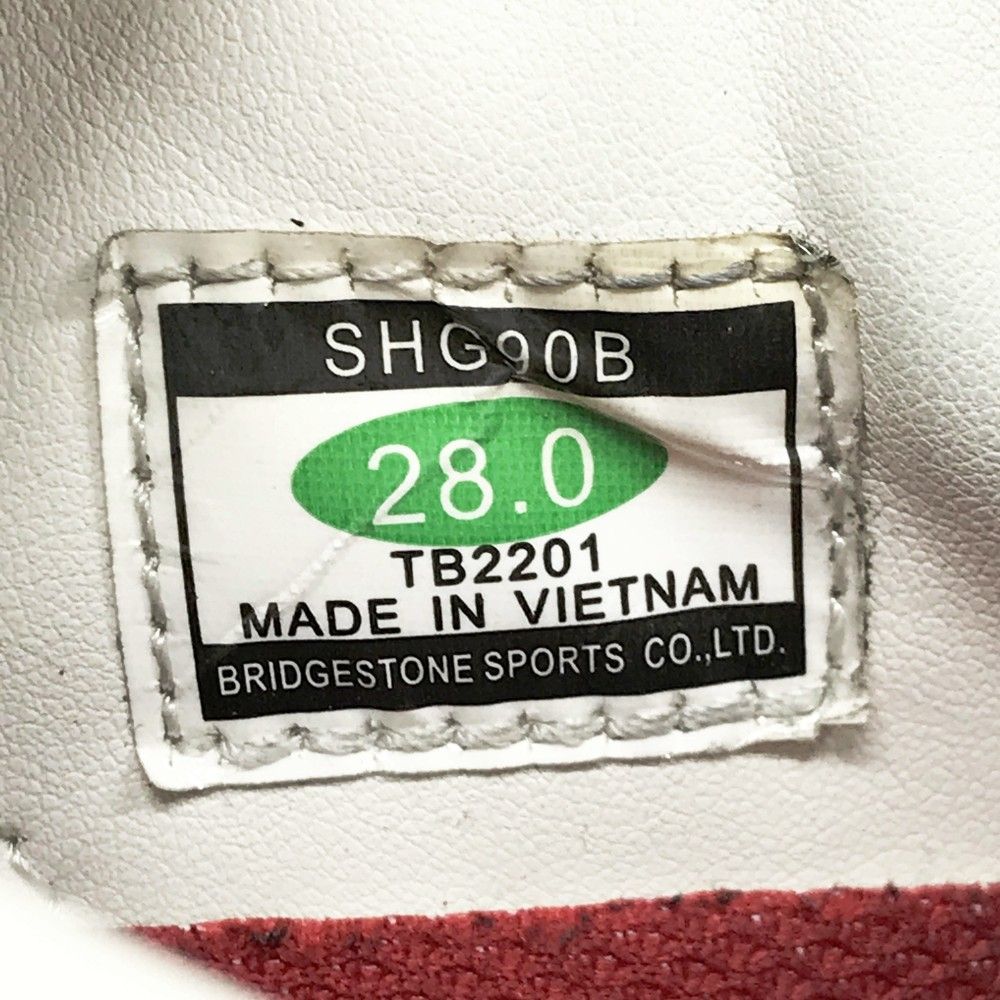 SHG90B
28.0
TB2201
MADE IN VIETNAM
BRIDGESTONE SPORTS CO.,LTD.